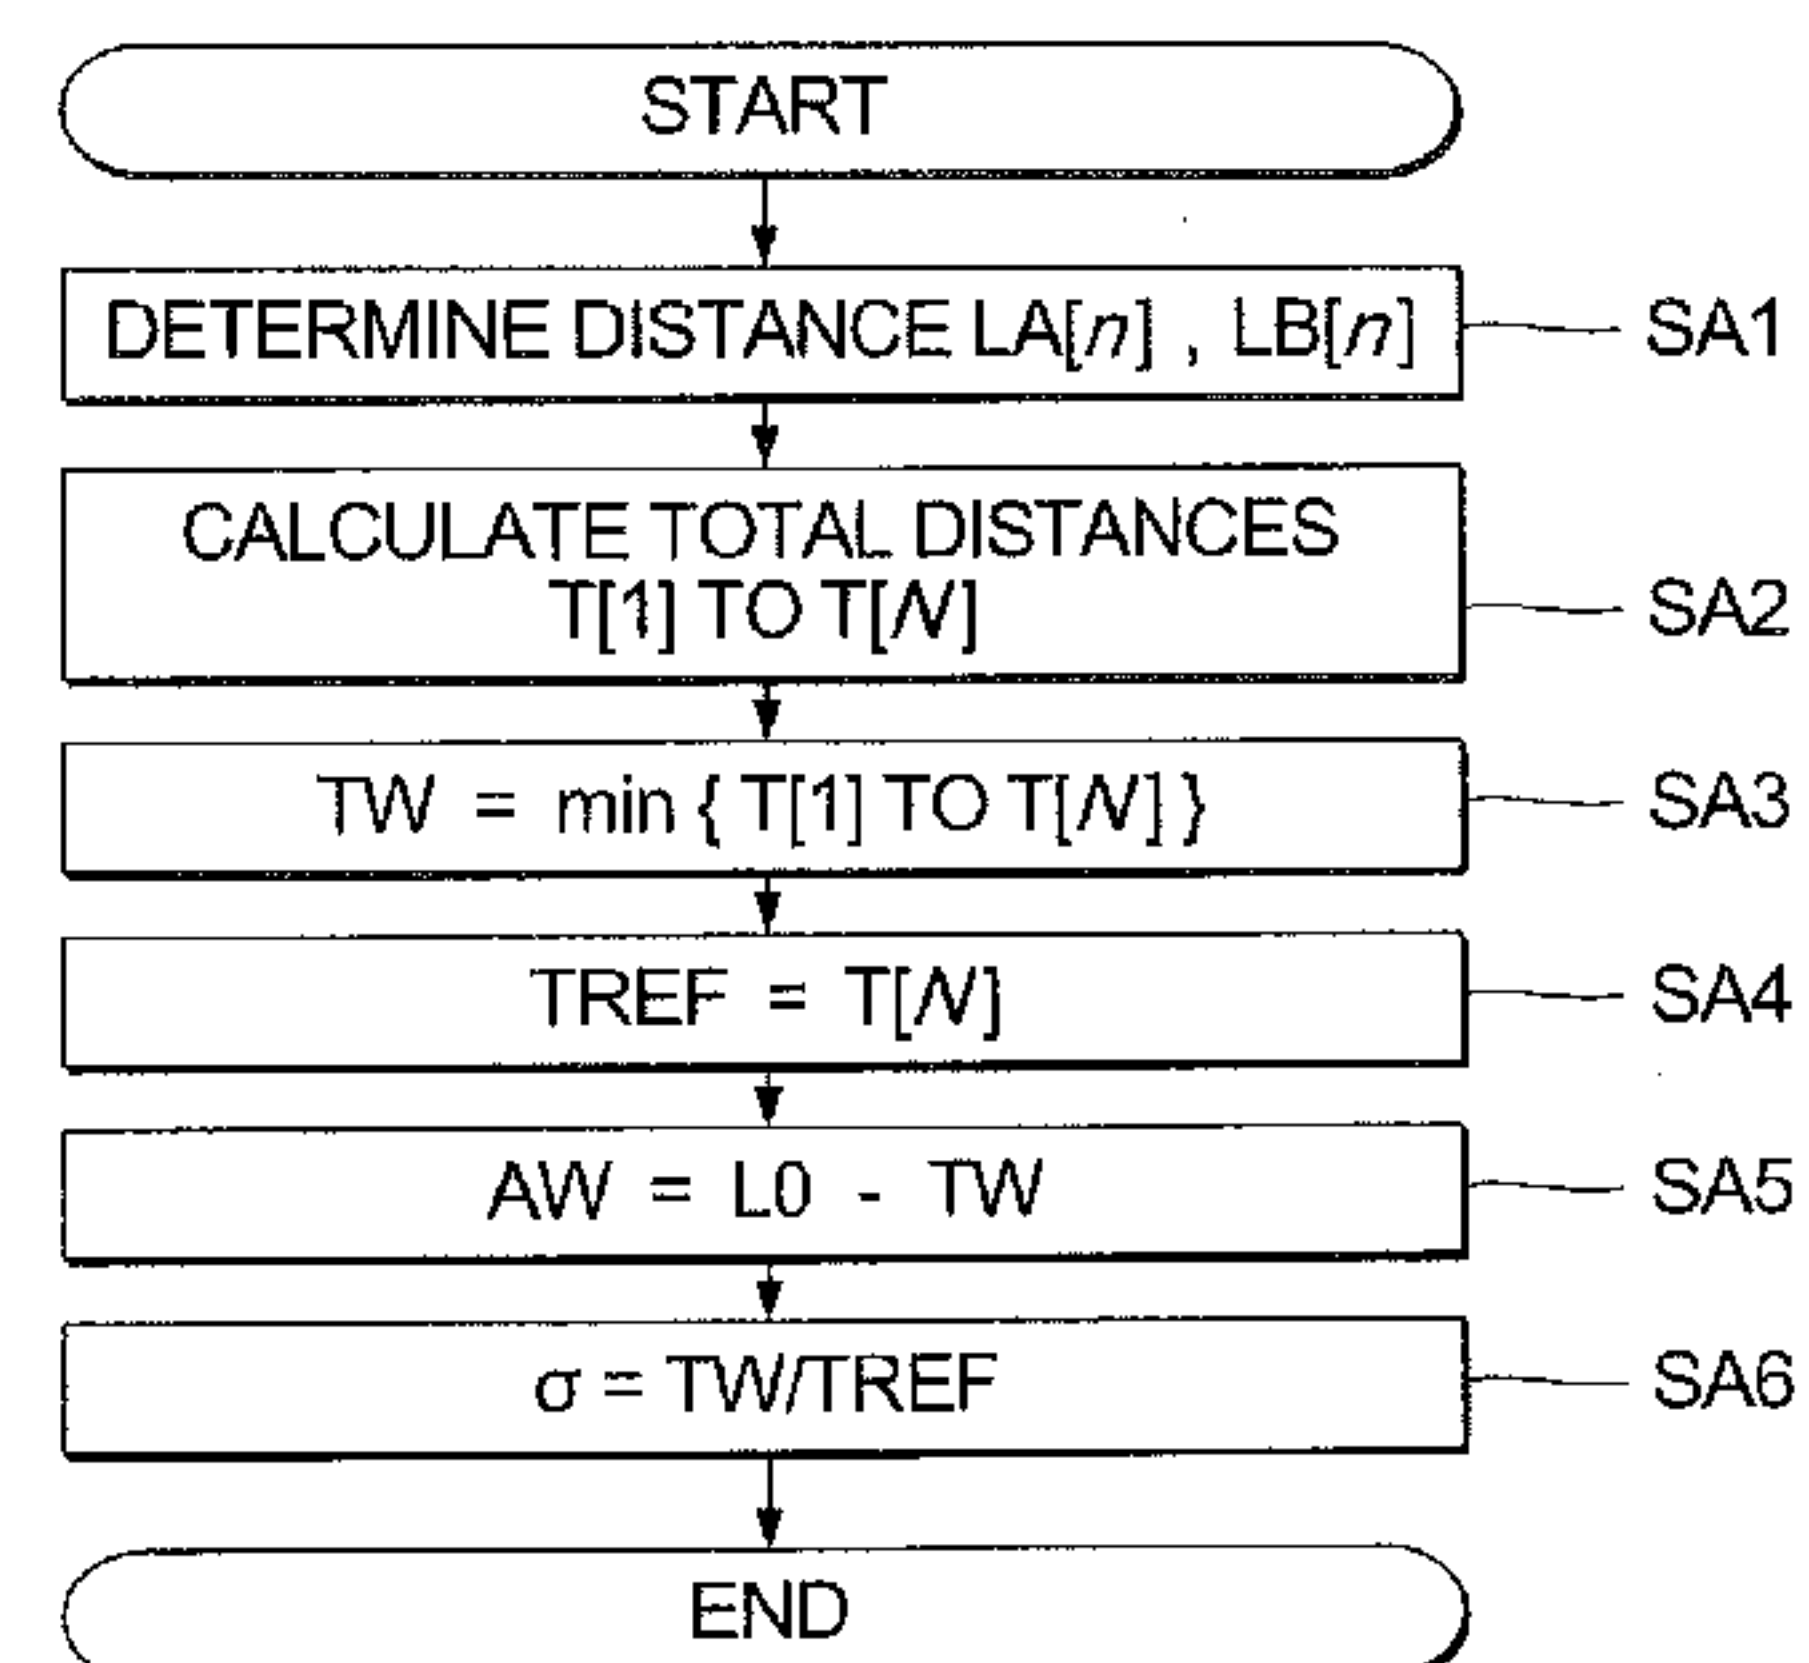 START
DETERMINE DISTANCE LA[n] , LB[n] SA1
CALCULATE TOTAL DISTANCES
T[1] TO T[N] SA2
TW = min { T[1] TO T[N] } SA3
TREF = T[N] SA4
AW = L0 - TW SA5
σ = TW/TREF SA6
END